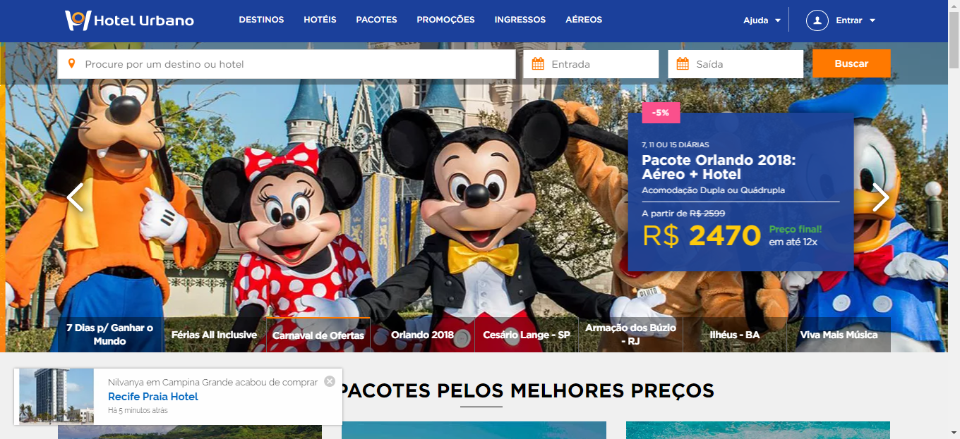 Hotel Urbano
DESTINOS HOTÉIS PACOTES PROMOÇÕES INGRESSOS AÉREOS
Ajuda Entrar
Procure por um destino ou hotel
Entrada
Saída
Buscar
-5%
7, 11 OU 15 DIÁRIAS
Pacote Orlando 2018:
Aéreo + Hotel
Acomodação Dupla ou Quádrupla
A partir de R$ 2599
R$ 2470
Preço final!
em até 12x
7 Dias p/ Ganhar o
Mundo
Férias All Inclusive
Carnaval de Ofertas
Orlando 2018
Cesário Lange - SP
Armação dos Búzio
- RJ
Ilhéus - BA
Viva Mais Música
PACOTES PELOS MELHORES PREÇOS
Nilvanya em Campina Grande acabou de comprar
Recife Praia Hotel
Há 5 minutos atrás